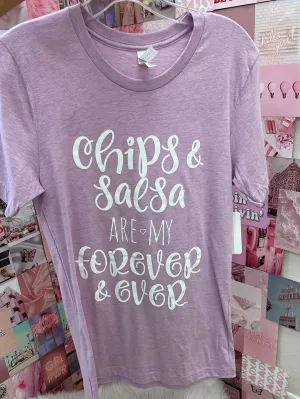 Chips &
Salsa
ARE MY
FOREVER
& EVER